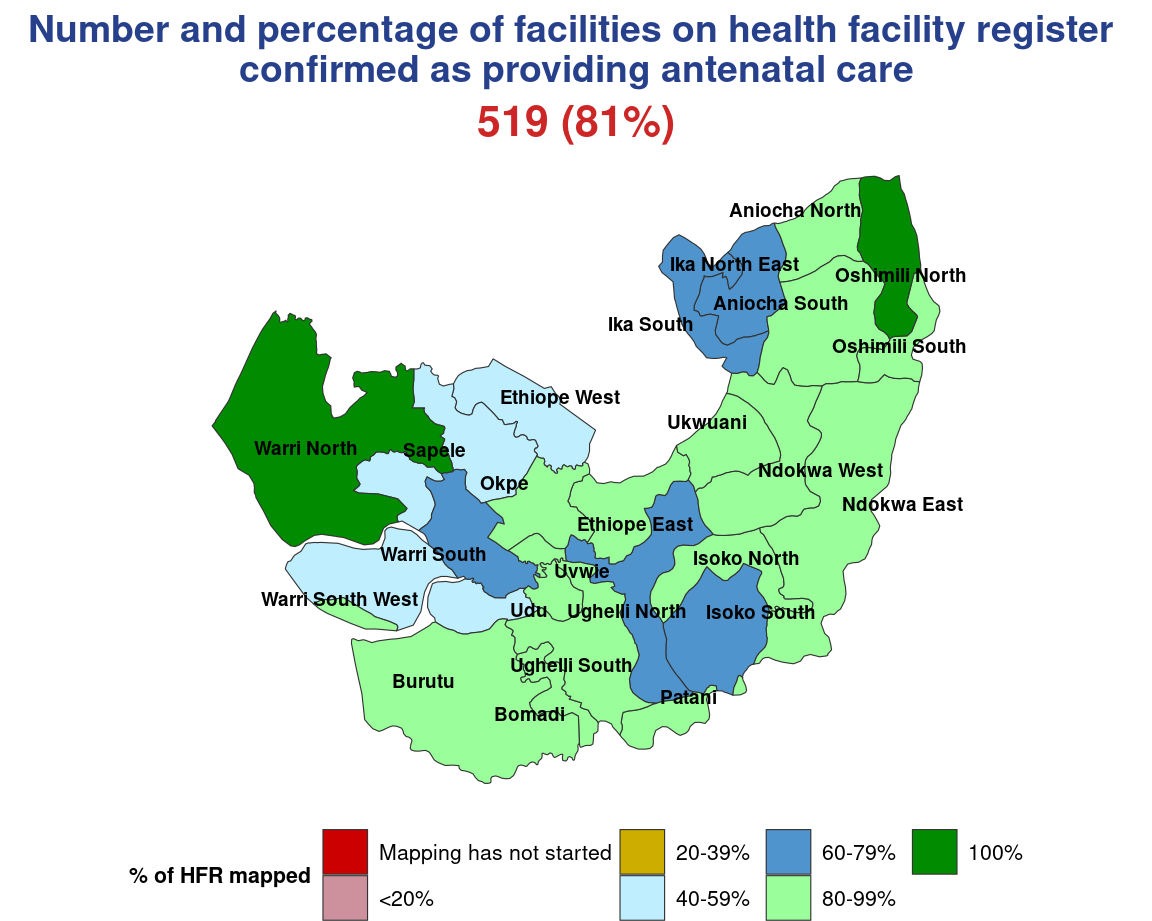 Number and percentage of facilities on health facility register
confirmed as providing antenatal care
519 (81%)
Aniocha North
Ika North East
Oshimili North
Aniocha South
Ika South
Oshimili South
Ethiope West
Ukwuani
Warri North
Sapele
Ndokwa West
Okpe
Ndokwa East
Ethiope East
Warri South
Isoko North
Uvwie
Warri South West
Udu
Ughelli North
Isoko South
Ughelli South
Burutu
Patani
Bomadi
% of HFR mapped
Mapping has not started
<20%
20-39%
40-59%
60-79%
80-99%
100%